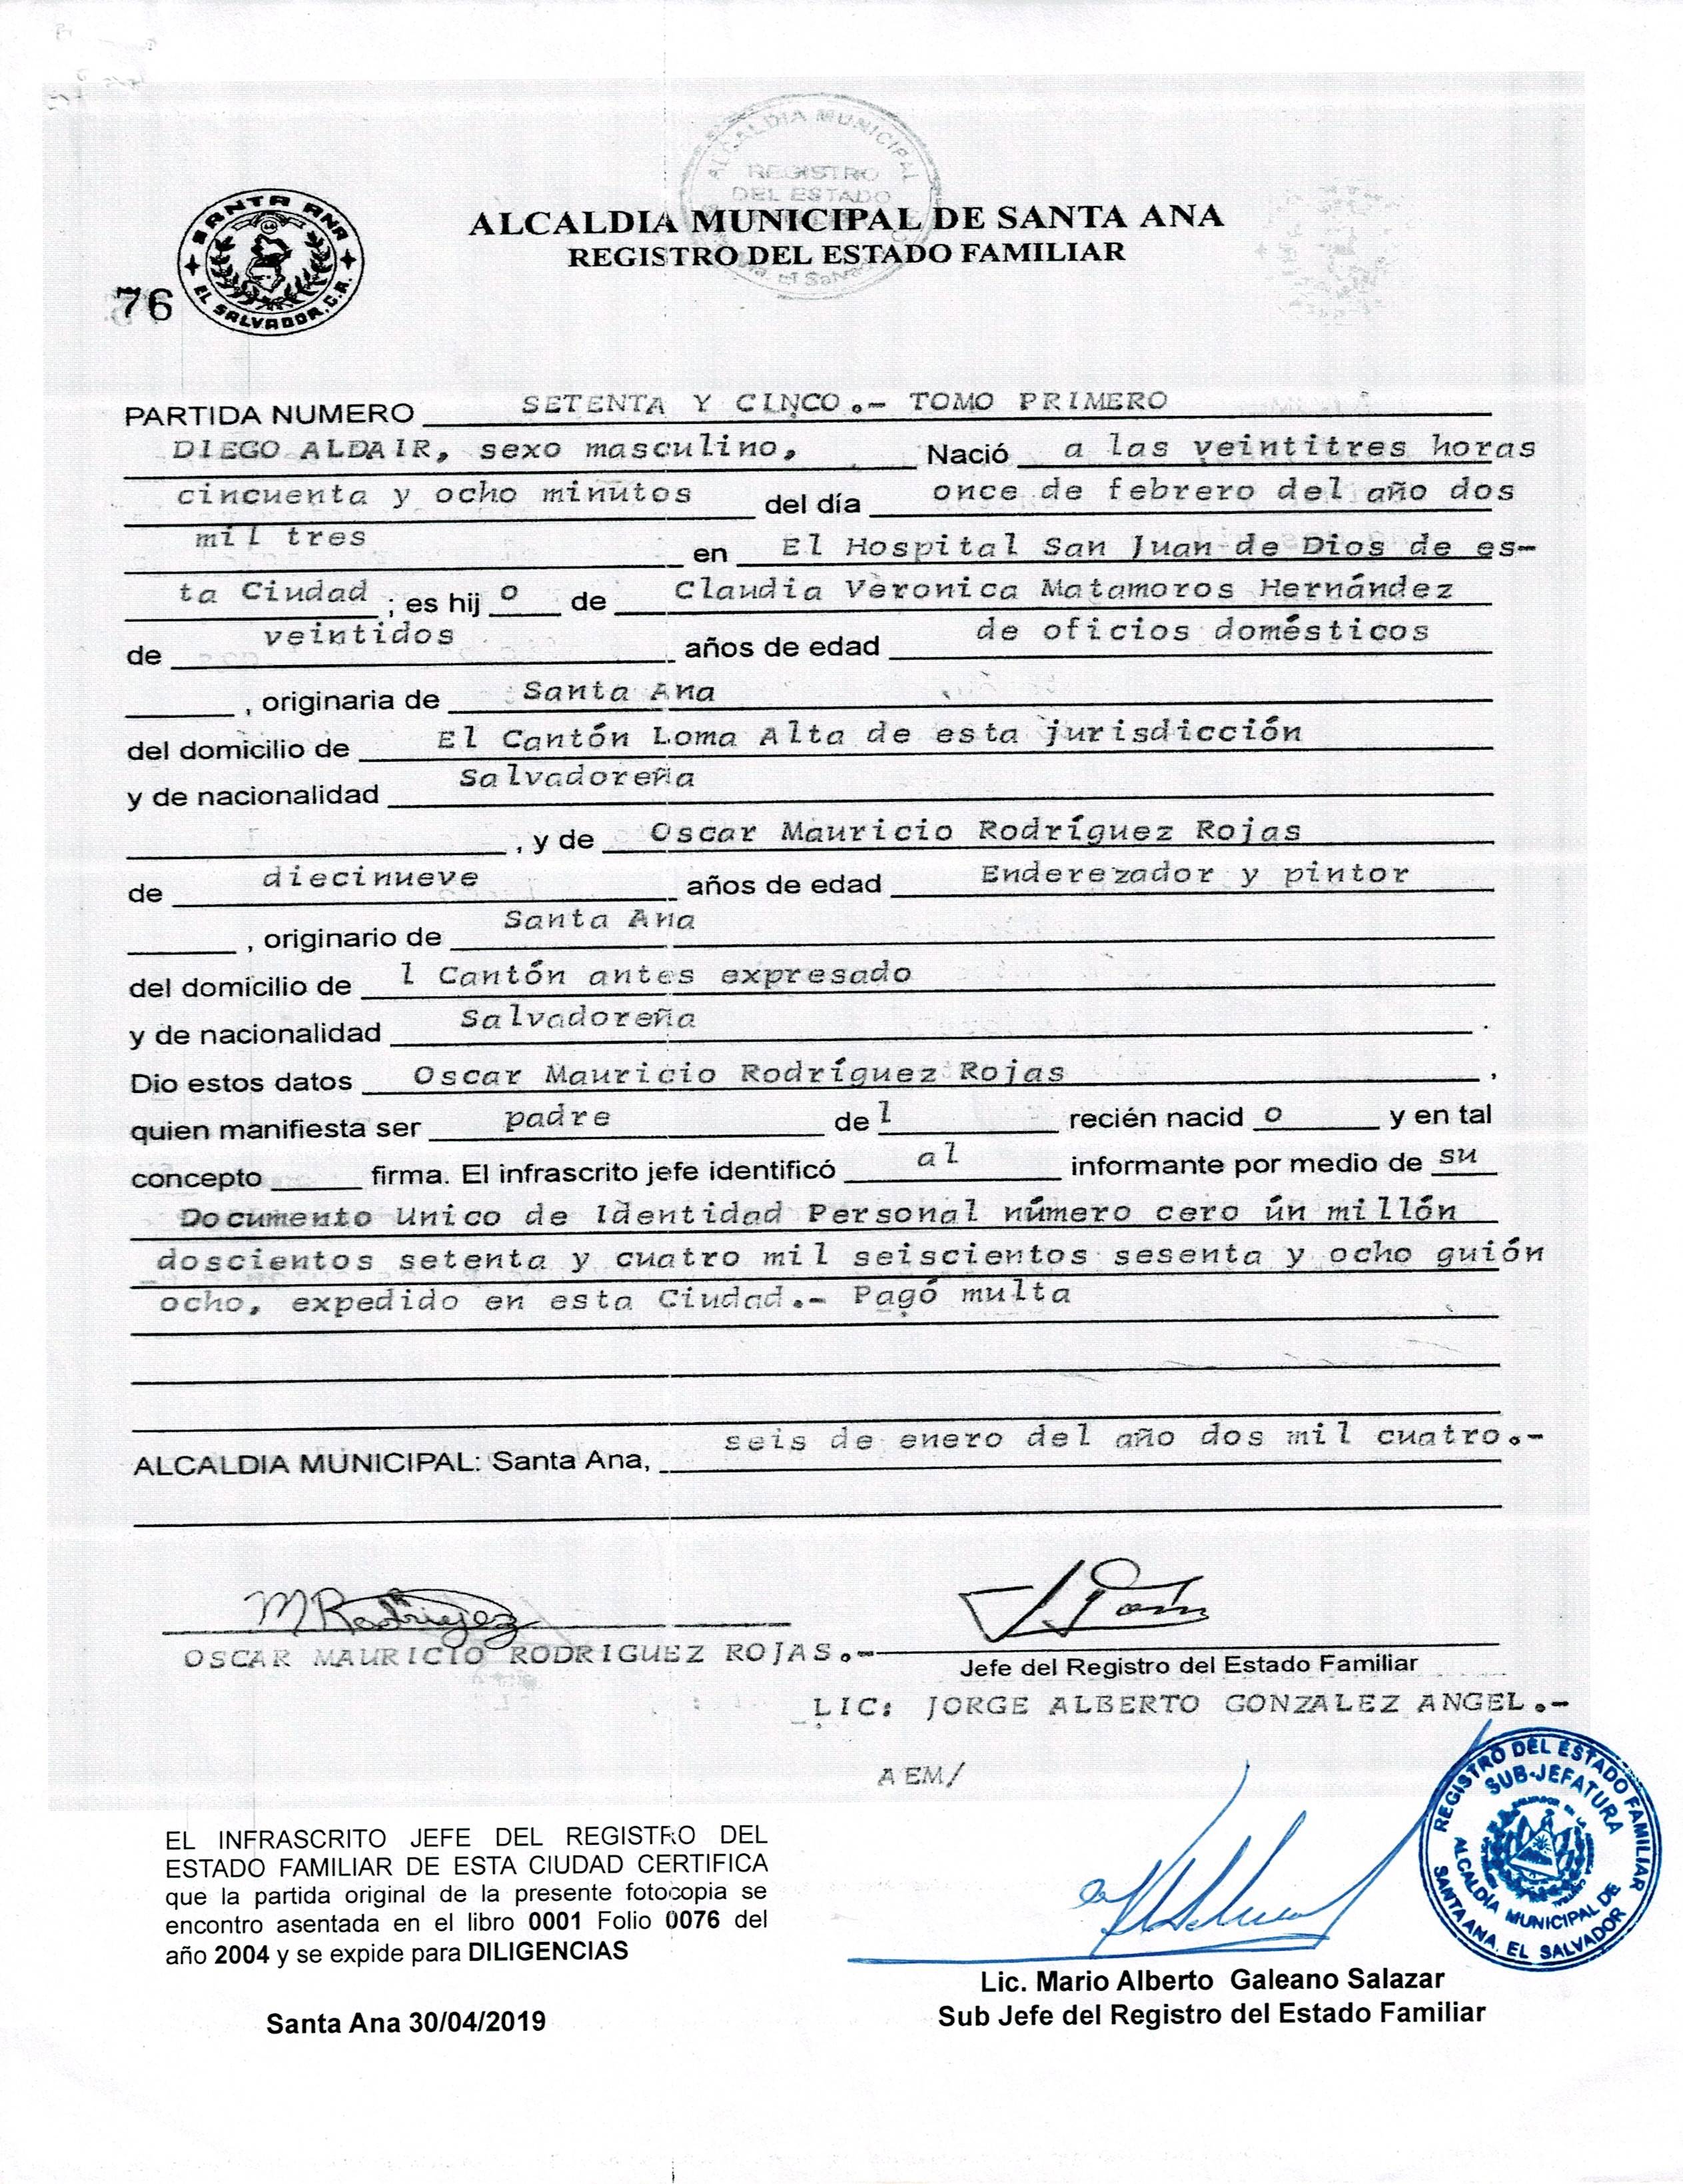 ALCALDIA MUNICIPAL
REGISTRO
DEL ESTADO
SANTA ANA
EL SALVADOR, C.A.
ALCALDIA MUNICIPAL DE SANTA ANA
REGISTRO DEL ESTADO FAMILIAR
76
PARTIDA NUMERO SETENTA Y CINCO.- TOMO PRIMERO
DIEGO ALDAIR, sexo masculino, Nació a las veintitres horas
cincuenta y ocho minutos del día once de febrero del año dos
mil tres en El Hospital San Juan de Dios de es-
ta Ciudad ; es hij o de Claudia Veronica Matamoros Hernández
de veintidos años de edad de oficios domésticos
, originaria de Santa Ana
del domicilio de El Cantón Loma Alta de esta jurisdicción
y de nacionalidad Salvadoreña
, y de Oscar Mauricio Rodríguez Rojas
de diecinueve años de edad Enderezador y pintor
, originario de Santa Ana
del domicilio de l Cantón antes expresado
y de nacionalidad Salvadoreña .
Dio estos datos Oscar Mauricio Rodríguez Rojas ,
quien manifiesta ser padre de l recién nacid o y en tal
concepto firma. El infrascrito jefe identificó al informante por medio de su
Documento Unico de Identidad Personal número cero ún millón
doscientos setenta y cuatro mil seiscientos sesenta y ocho guión
ocho, expedido en esta Ciudad.- Pagó multa
ALCALDIA MUNICIPAL: Santa Ana, seis de enero del año dos mil cuatro.-
MRodriguez
OSCAR MAURICIO RODRIGUEZ ROJAS.-
Jefe del Registro del Estado Familiar
LIC: JORGE ALBERTO GONZALEZ ANGEL.-
AEM/
EL INFRASCRITO JEFE DEL REGISTRO DEL
ESTADO FAMILIAR DE ESTA CIUDAD CERTIFICA
que la partida original de la presente fotocopia se
encontro asentada en el libro 0001 Folio 0076 del
año 2004 y se expide para DILIGENCIAS
Santa Ana 30/04/2019
REGISTRO DEL ESTADO FAMILIAR
SUB-JEFATURA
ALCALDÍA MUNICIPAL DE
SANTA ANA, EL SALVADOR
Lic. Mario Alberto Galeano Salazar
Sub Jefe del Registro del Estado Familiar